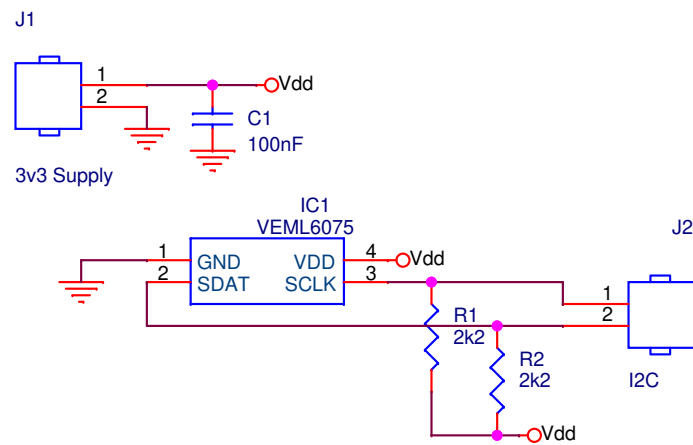 J1
1
2
Vdd
C1
100nF
3v3 Supply
IC1
VEML6075
J2
1
2
GND
SDAT
VDD
SCLK
4
3
Vdd
R1
2k2
R2
2k2
1
2
I2C
Vdd